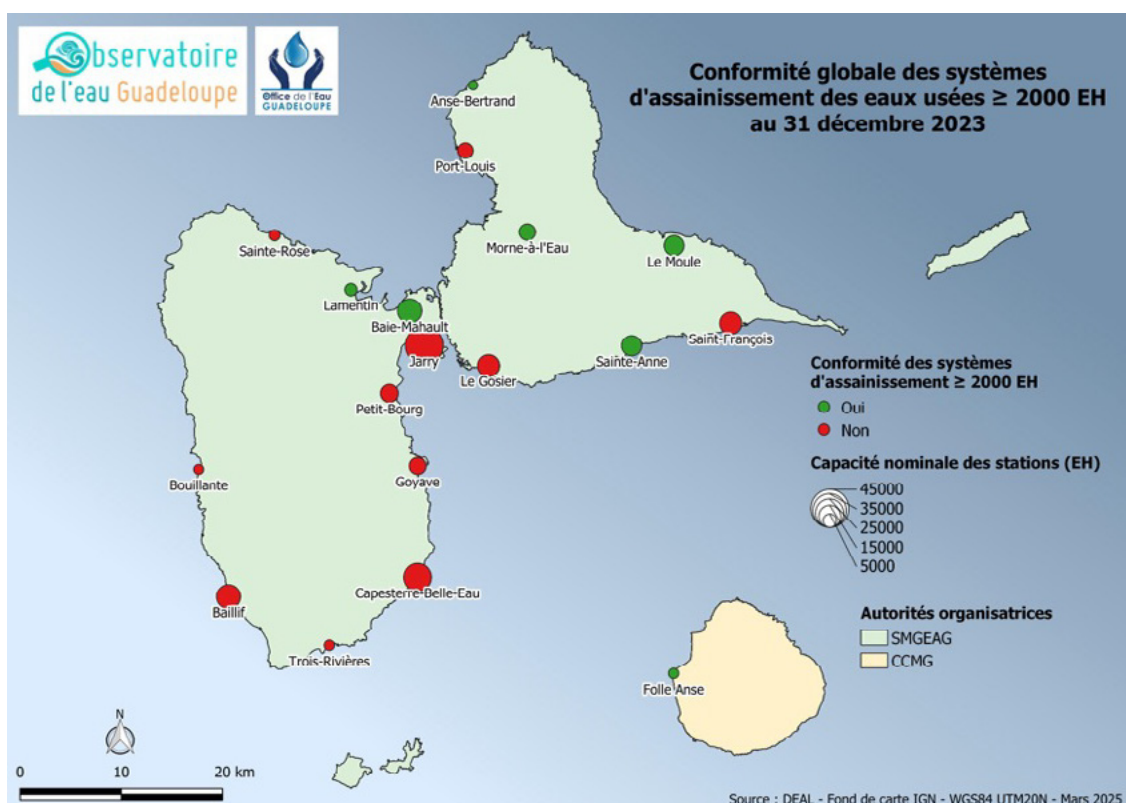 Observatoire
de l'eau Guadeloupe
Office de l'Eau
GUADELOUPE
Conformité globale des systèmes
d'assainissement des eaux usées ≥ 2000 EH
au 31 décembre 2023
Anse-Bertrand
Port-Louis
Morne-à-l'Eau
Sainte-Rose
Le Moule
Lamentin
Baie-Mahault
Jarry
Saint-François
Sainte-Anne
Le Gosier
Petit-Bourg
Goyave
Bouillante
Capesterre-Belle-Eau
Baillif
Trois-Rivières
Folle Anse
Conformité des systèmes
d'assainissement ≥ 2000 EH
Oui
Non
Capacité nominale des stations (EH)
45000
35000
25000
15000
5000
Autorités organisatrices
SMGEAG
CCMG
N
0 10 20 km
Source : DEAL - Fond de carte IGN - WGS84 UTM20N - Mars 2025